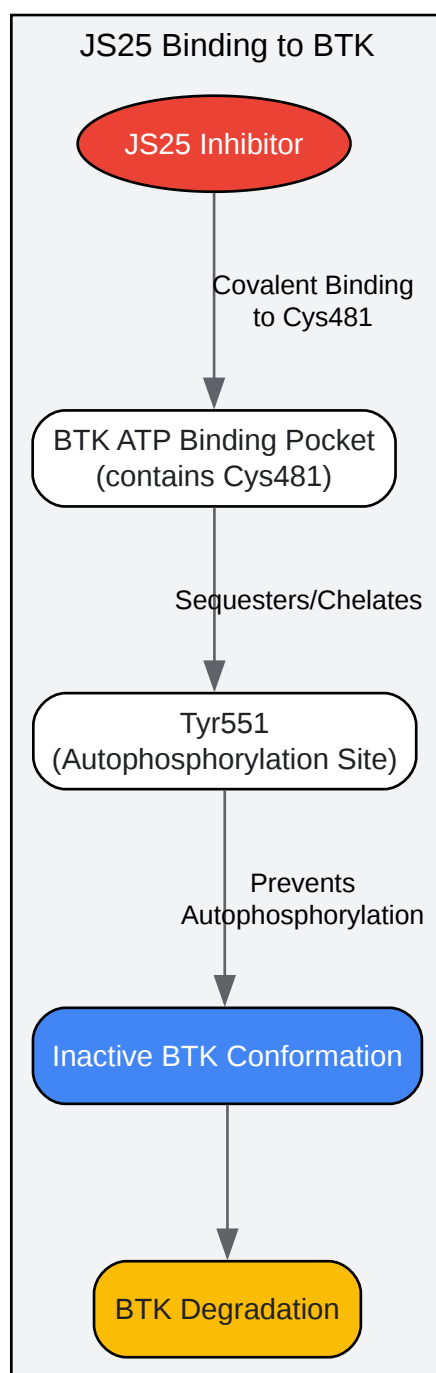 JS25 Binding to BTK
JS25 Inhibitor
Covalent Binding
to Cys481
BTK ATP Binding Pocket
(contains Cys481)
Sequesters/Chelates
Tyr551
(Autophosphorylation Site)
Prevents
Autophosphorylation
Inactive BTK Conformation
BTK Degradation